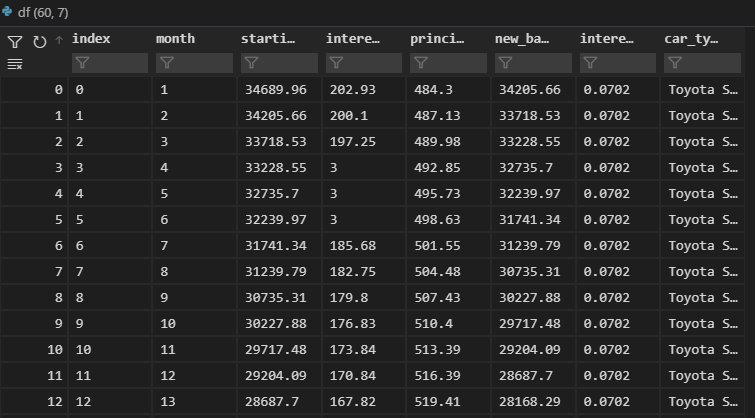 df (60, 7)
index month starti... intere... princi... new_ba... intere... car_ty...
0 0 1 34689.96 202.93 484.3 34205.66 0.0702 Toyota S...
1 1 2 34205.66 200.1 487.13 33718.53 0.0702 Toyota S...
2 2 3 33718.53 197.25 489.98 33228.55 0.0702 Toyota S...
3 3 4 33228.55 3 492.85 32735.7 0.0702 Toyota S...
4 4 5 32735.7 3 495.73 32239.97 0.0702 Toyota S...
5 5 6 32239.97 3 498.63 31741.34 0.0702 Toyota S...
6 6 7 31741.34 185.68 501.55 31239.79 0.0702 Toyota S...
7 7 8 31239.79 182.75 504.48 30735.31 0.0702 Toyota S...
8 8 9 30735.31 179.8 507.43 30227.88 0.0702 Toyota S...
9 9 10 30227.88 176.83 510.4 29717.48 0.0702 Toyota S...
10 10 11 29717.48 173.84 513.39 29204.09 0.0702 Toyota S...
11 11 12 29204.09 170.84 516.39 28687.7 0.0702 Toyota S...
12 12 13 28687.7 167.82 519.41 28168.29 0.0702 Toyota S...